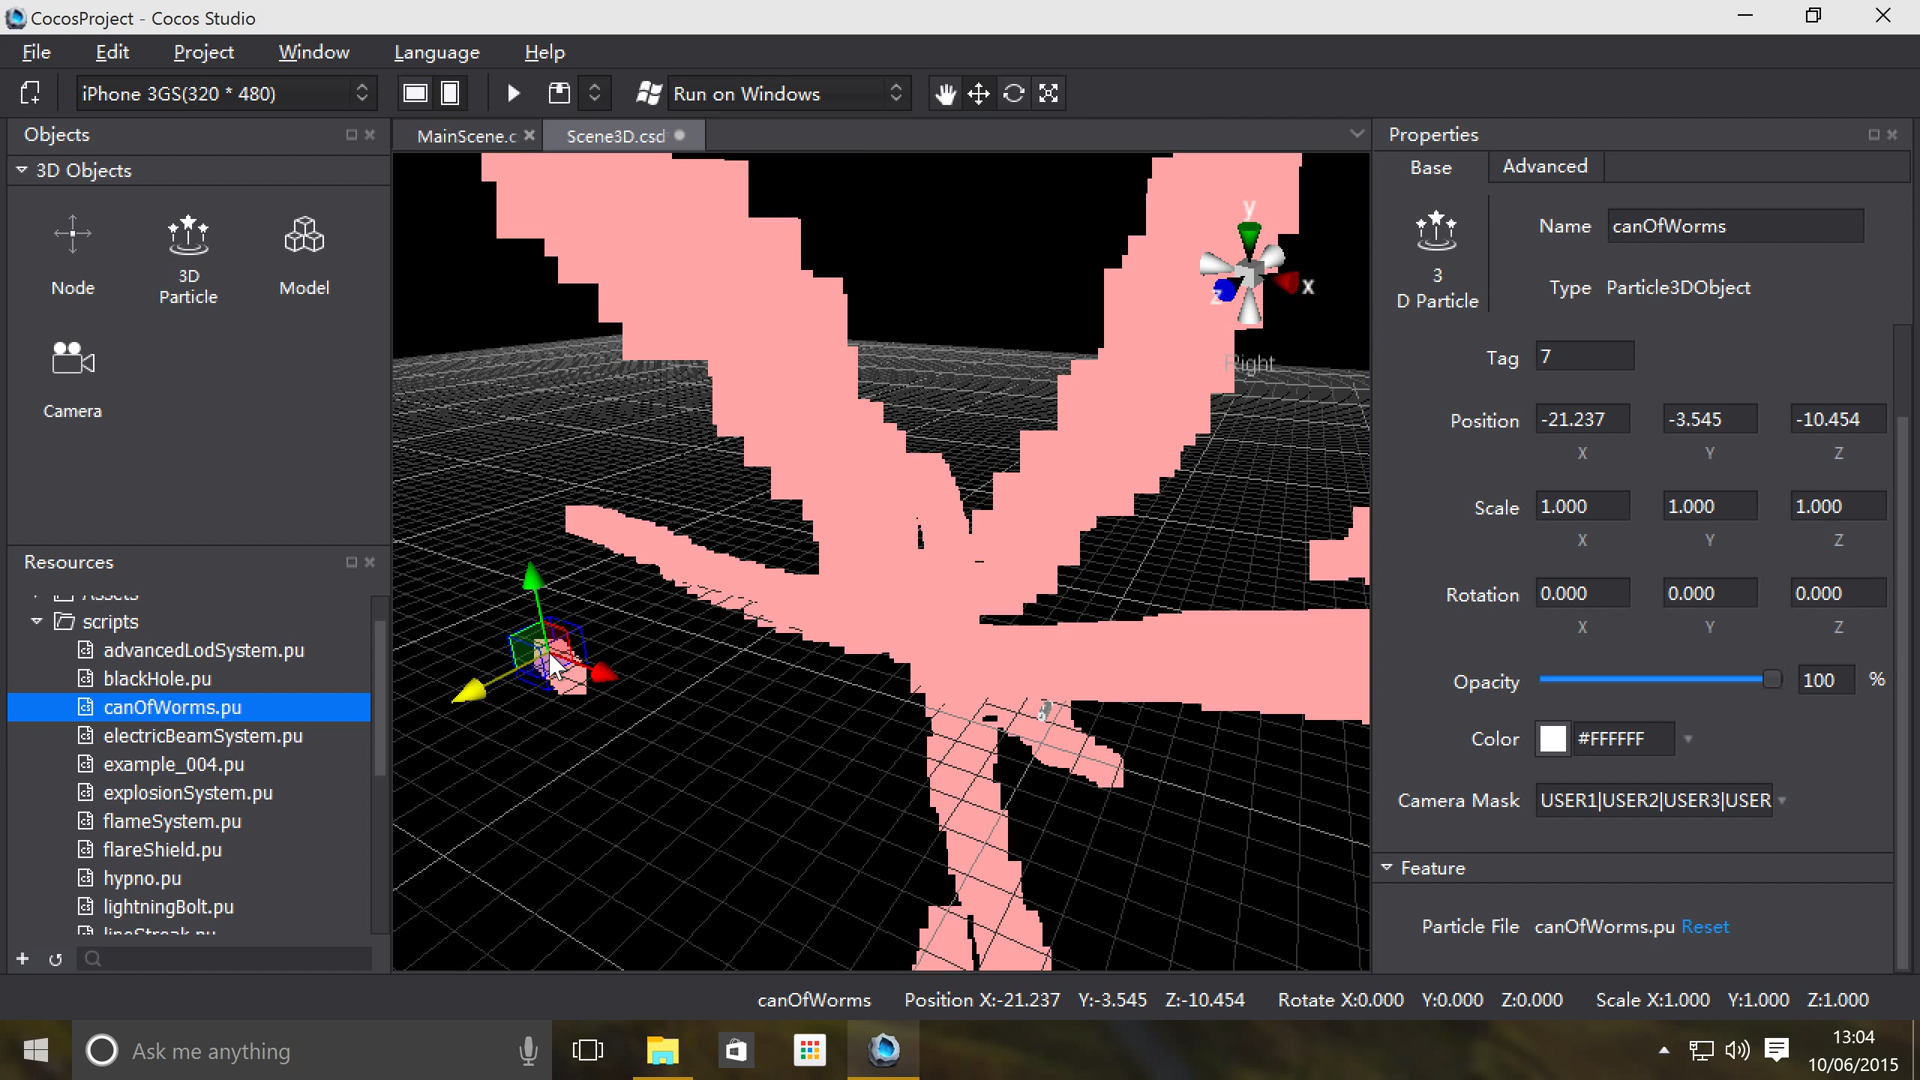 CocosProject - Cocos Studio
File Edit Project Window Language Help
iPhone 3GS(320 * 480)
Run on Windows
Objects
3D Objects
Node
3D
Particle
Model
Camera
Resources
Assets
scripts
advancedLodSystem.pu
blackHole.pu
canOfWorms.pu
electricBeamSystem.pu
example_004.pu
explosionSystem.pu
flameSystem.pu
flareShield.pu
hypno.pu
lightningBolt.pu
lineStreak.pu
MainScene.c
Scene3D.csd
y
x
z
Right
Properties
Base Advanced
3
D Particle
Name canOfWorms
Type Particle3DObject
Tag 7
Position -21.237 -3.545 -10.454
X Y Z
Scale 1.000 1.000 1.000
X Y Z
Rotation 0.000 0.000 0.000
X Y Z
Opacity 100 %
Color #FFFFFF
Camera Mask USER1|USER2|USER3|USER
Feature
Particle File canOfWorms.pu Reset
canOfWorms Position X:-21.237 Y:-3.545 Z:-10.454 Rotate X:0.000 Y:0.000 Z:0.000 Scale X:1.000 Y:1.000 Z:1.000
Ask me anything
13:04
10/06/2015